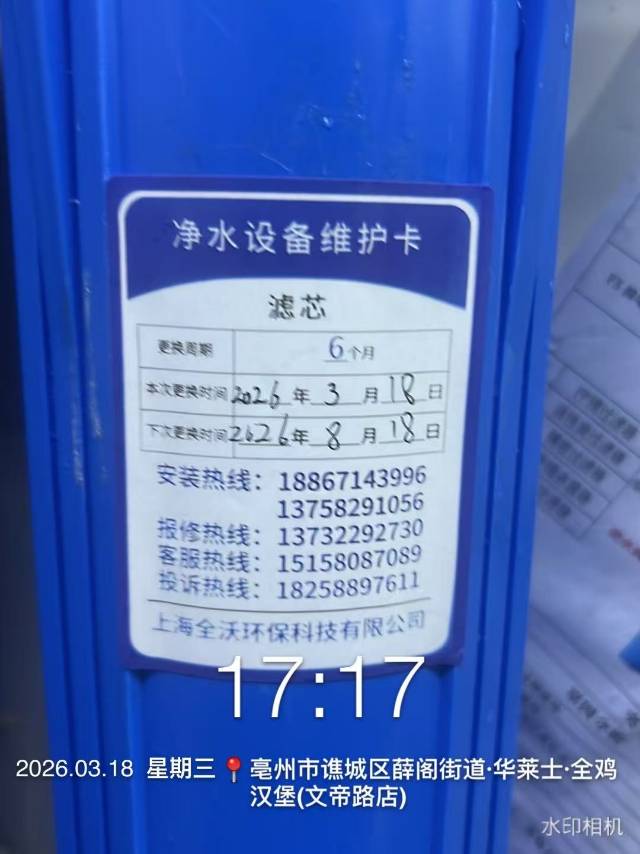 净水设备维护卡
滤芯
更换周期 6个月
本次更换时间 2026年3月18日
下次更换时间 2026年8月18日
安装热线：18867143996
13758291056
报修热线：13732292730
客服热线：15158087089
投诉热线：18258897611
上海全沃环保科技有限公司
17:17
2026.03.18 星期三 亳州市谯城区薛阁街道·华莱士·全鸡
汉堡(文帝路店)
水印相机